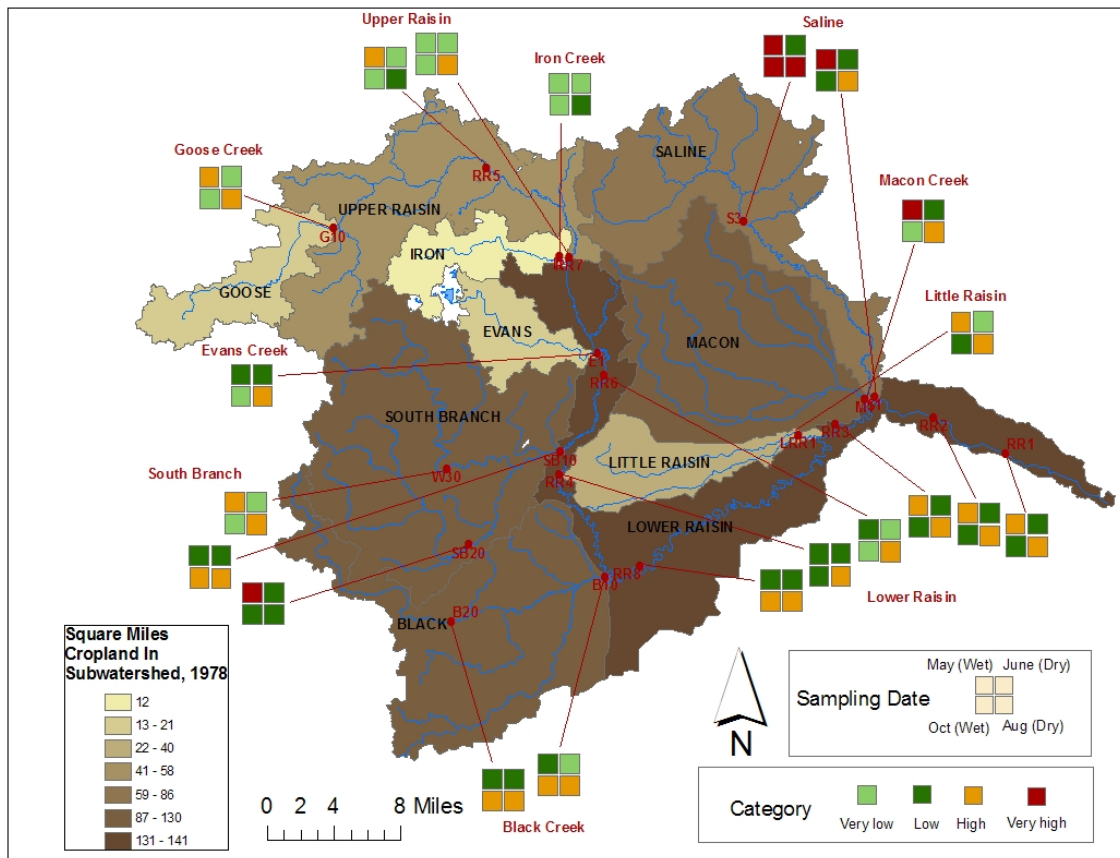 Upper Raisin
Saline
Iron Creek
Goose Creek
SALINE
Macon Creek
RR5
UPPER RAISIN
G10
S3
IRON
RR7
GOOSE
Little Raisin
EVANS
MACON
Evans Creek
E1
RR6
SOUTH BRANCH
RR2
RR3
LRR1
RR1
SB10
LITTLE RAISIN
South Branch
W30
RR4
LOWER RAISIN
SB20
RR8
B10
Lower Raisin
B20
BLACK
Square Miles
Cropland In
Subwatershed, 1978
12
13 - 21
22 - 40
41 - 58
59 - 86
87 - 130
131 - 141
May (Wet) June (Dry)
Sampling Date
Oct (Wet) Aug (Dry)
N
0 2 4 8 Miles
Black Creek
Category
Very low Low High Very high